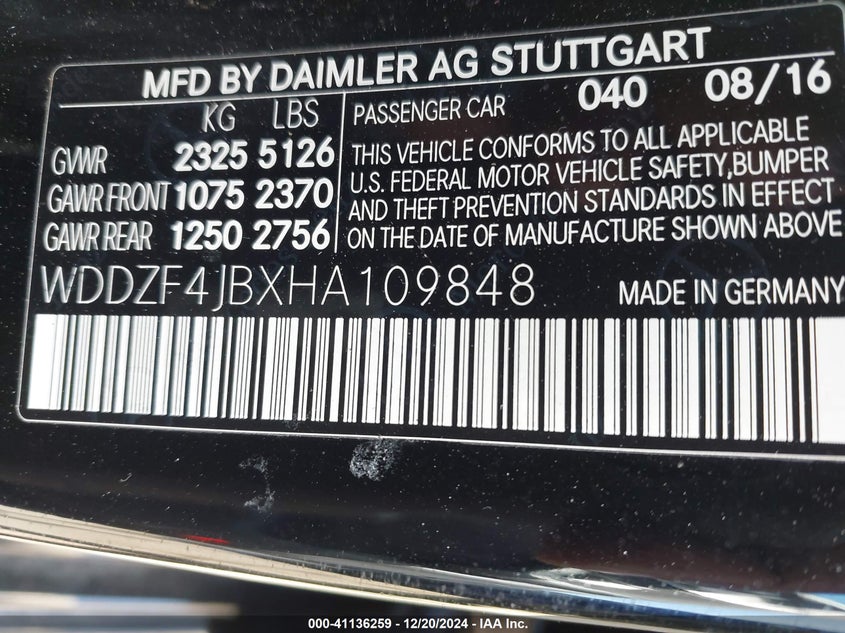 MFD BY DAIMLER AG STUTTGART
KG LBS
GVWR 2325 5126
GAWR FRONT 1075 2370
GAWR REAR 1250 2756
PASSENGER CAR 040 08/16
THIS VEHICLE CONFORMS TO ALL APPLICABLE
U.S. FEDERAL MOTOR VEHICLE SAFETY,BUMPER
AND THEFT PREVENTION STANDARDS IN EFFECT
ON THE DATE OF MANUFACTURE SHOWN ABOVE
WDDZF4JBXHA109848 MADE IN GERMANY
000-41136259 - 12/20/2024 - IAA Inc.